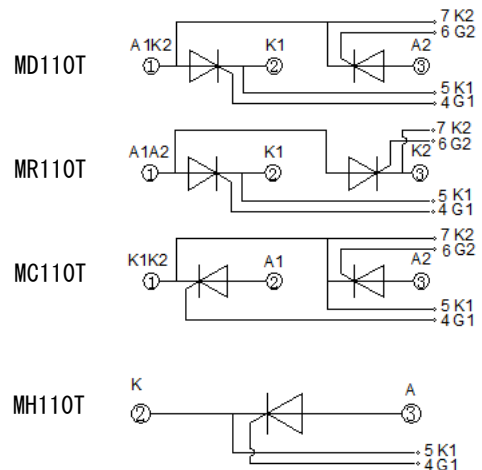 7 K2
6 G2
A1K2 K1 A2
MD110T ① ② ③
5 K1
4 G1
7 K2
6 G2
A1A2 K1 K2
MR110T ① ② ③
5 K1
4 G1
7 K2
6 G2
K1K2 A1 A2
MC110T ① ② ③
5 K1
4 G1
K A
MH110T ② ③
5 K1
4 G1